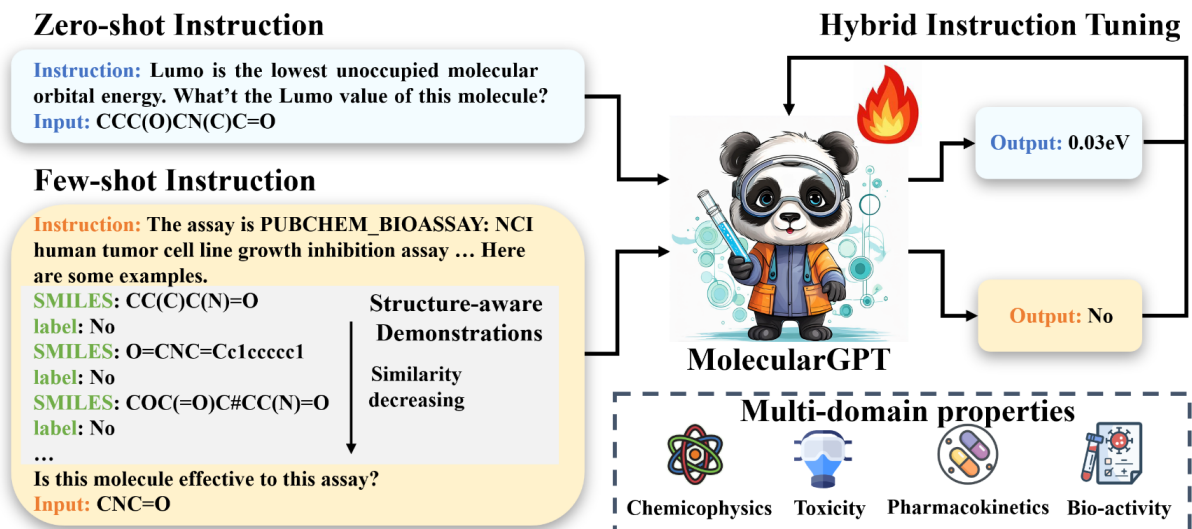 Zero-shot Instruction
Instruction: Lumo is the lowest unoccupied molecular
orbital energy. What't the Lumo value of this molecule?
Input: CCC(O)CN(C)C=O
Few-shot Instruction
Instruction: The assay is PUBCHEM_BIOASSAY: NCI
human tumor cell line growth inhibition assay … Here
are some examples.
SMILES: CC(C)C(N)=O
label: No
SMILES: O=CNC=Cc1ccccc1
label: No
SMILES: COC(=O)C#CC(N)=O
label: No
…
Structure-aware
Demonstrations
Similarity
decreasing
Is this molecule effective to this assay?
Input: CNC=O
Hybrid Instruction Tuning
MolecularGPT
Output: 0.03eV
Output: No
Multi-domain properties
Chemicophysics
Toxicity
Pharmacokinetics
Bio-activity